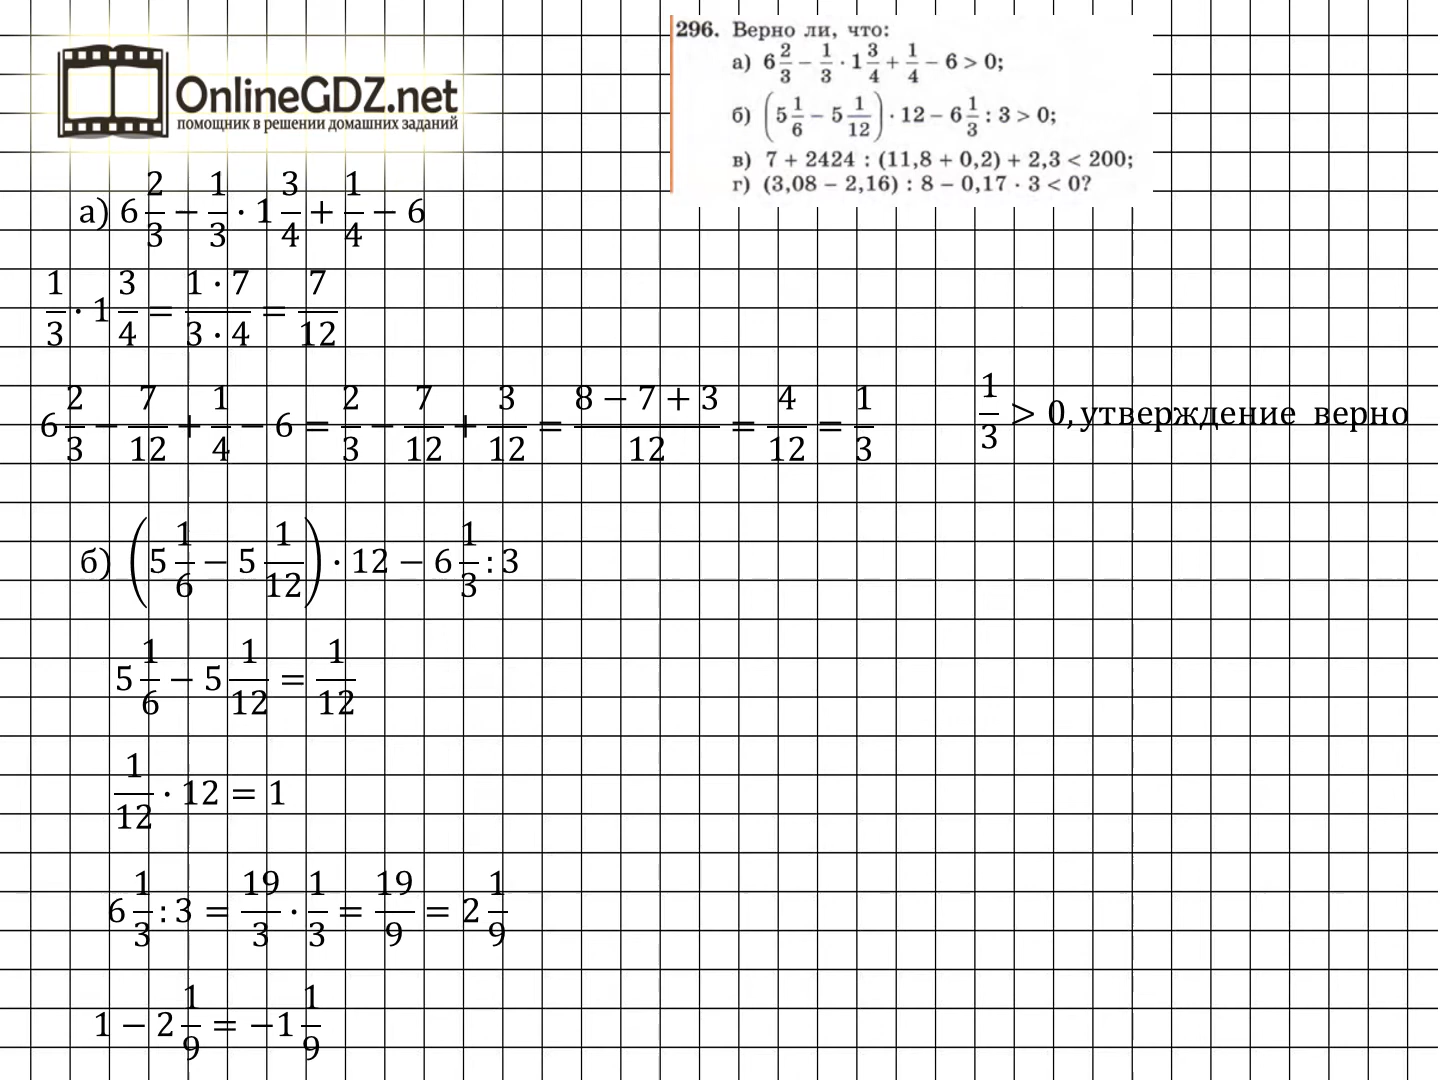 OnlineGDZ.net
помощник в решении домашних заданий
296. Верно ли, что:
а) 6 2/3 − 1/3 · 1 3/4 + 1/4 − 6 > 0;
б) (5 1/6 − 5 1/12) · 12 − 6 1/3 : 3 > 0;
в) 7 + 2424 : (11,8 + 0,2) + 2,3 < 200;
г) (3,08 − 2,16) : 8 − 0,17 · 3 < 0?
а) 6 2/3 − 1/3 · 1 3/4 + 1/4 − 6
1/3 · 1 3/4 = (1 · 7)/(3 · 4) = 7/12
6 2/3 − 7/12 + 1/4 − 6 = 2/3 − 7/12 + 3/12 = (8 − 7 + 3)/12 = 4/12 = 1/3
1/3 > 0, утверждение верно
б) (5 1/6 − 5 1/12) · 12 − 6 1/3 : 3
5 1/6 − 5 1/12 = 1/12
1/12 · 12 = 1
6 1/3 : 3 = 19/3 · 1/3 = 19/9 = 2 1/9
1 − 2 1/9 = −1 1/9